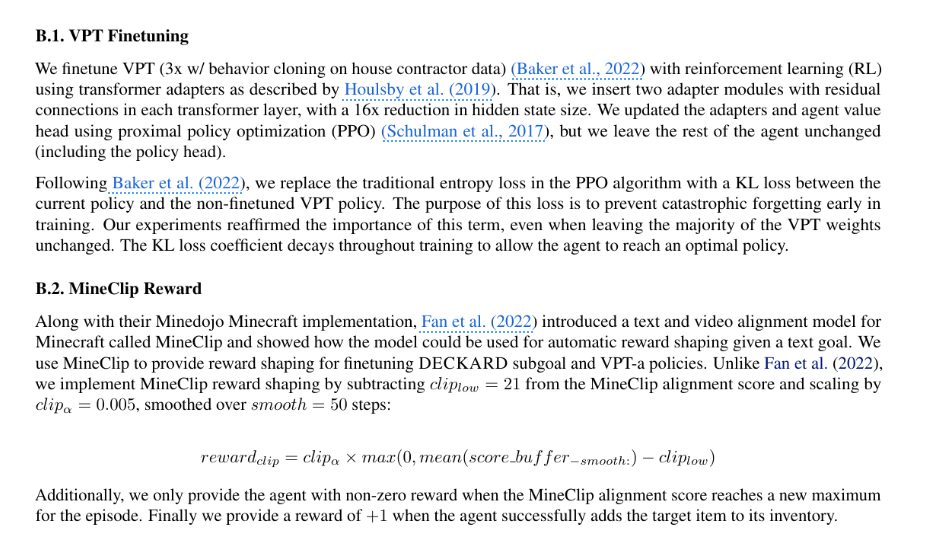 B.1. VPT Finetuning
We finetune VPT (3x w/ behavior cloning on house contractor data) (Baker et al., 2022) with reinforcement learning (RL)
using transformer adapters as described by Houlsby et al. (2019). That is, we insert two adapter modules with residual
connections in each transformer layer, with a 16x reduction in hidden state size. We updated the adapters and agent value
head using proximal policy optimization (PPO) (Schulman et al., 2017), but we leave the rest of the agent unchanged
(including the policy head).
Following Baker et al. (2022), we replace the traditional entropy loss in the PPO algorithm with a KL loss between the
current policy and the non-finetuned VPT policy. The purpose of this loss is to prevent catastrophic forgetting early in
training. Our experiments reaffirmed the importance of this term, even when leaving the majority of the VPT weights
unchanged. The KL loss coefficient decays throughout training to allow the agent to reach an optimal policy.
B.2. MineClip Reward
Along with their Minedojo Minecraft implementation, Fan et al. (2022) introduced a text and video alignment model for
Minecraft called MineClip and showed how the model could be used for automatic reward shaping given a text goal. We
use MineClip to provide reward shaping for finetuning DECKARD subgoal and VPT-a policies. Unlike Fan et al. (2022),
we implement MineClip reward shaping by subtracting clip_low = 21 from the MineClip alignment score and scaling by
clip_α = 0.005, smoothed over smooth = 50 steps:
reward_clip = clip_α × max(0, mean(score_buffer_−smooth:) − clip_low)
Additionally, we only provide the agent with non-zero reward when the MineClip alignment score reaches a new maximum
for the episode. Finally we provide a reward of +1 when the agent successfully adds the target item to its inventory.